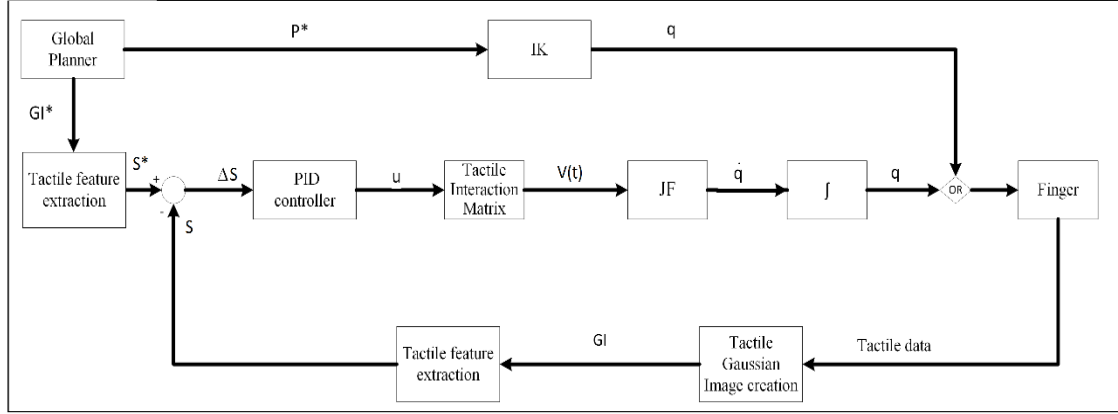 P*
q
Global
Planner
IK
GI*
S*
+
ΔS
u
V(t)
q̇
q
Tactile feature
extraction
PID
controller
Tactile
Interaction
Matrix
JF
∫
OR
Finger
-
S
GI
Tactile data
Tactile feature
extraction
Tactile
Gaussian
Image creation